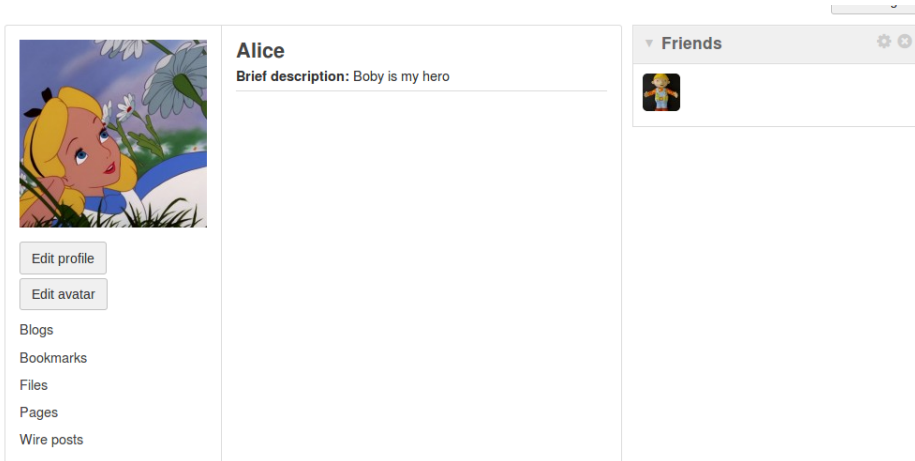 Alice
Brief description: Boby is my hero
Edit profile
Edit avatar
Blogs
Bookmarks
Files
Pages
Wire posts
Friends